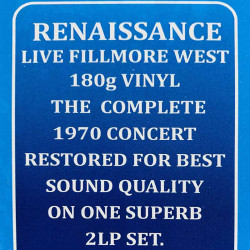 RENAISSANCE
LIVE FILLMORE WEST
180g VINYL
THE COMPLETE
1970 CONCERT
RESTORED FOR BEST
SOUND QUALITY
ON ONE SUPERB
2LP SET.